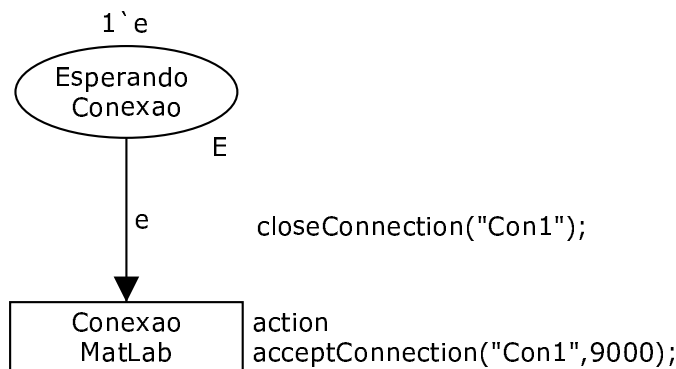 1`e
Esperando
Conexao
E
e
closeConnection("Con1");
Conexao
MatLab
action
acceptConnection("Con1",9000);